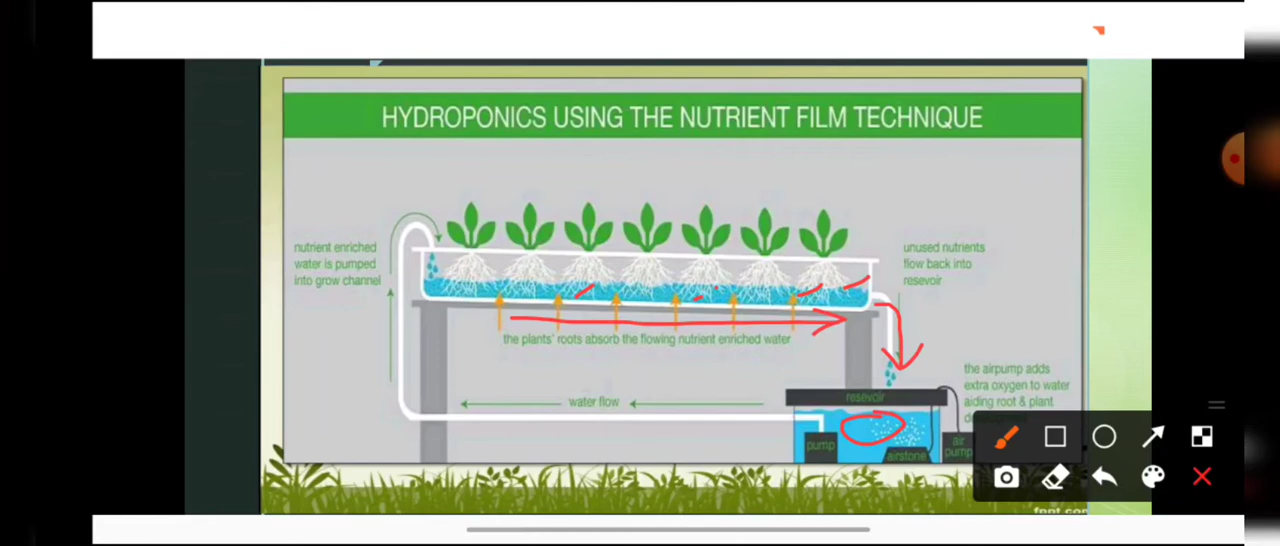 HYDROPONICS USING THE NUTRIENT FILM TECHNIQUE
nutrient enriched
water is pumped
into grow channel
unused nutrients
flow back into
resevoir
the plants' roots absorb the flowing nutrient enriched water
the airpump adds
extra oxygen to water
aiding root & plant
water flow
resevoir
pump
airstone
air
pump